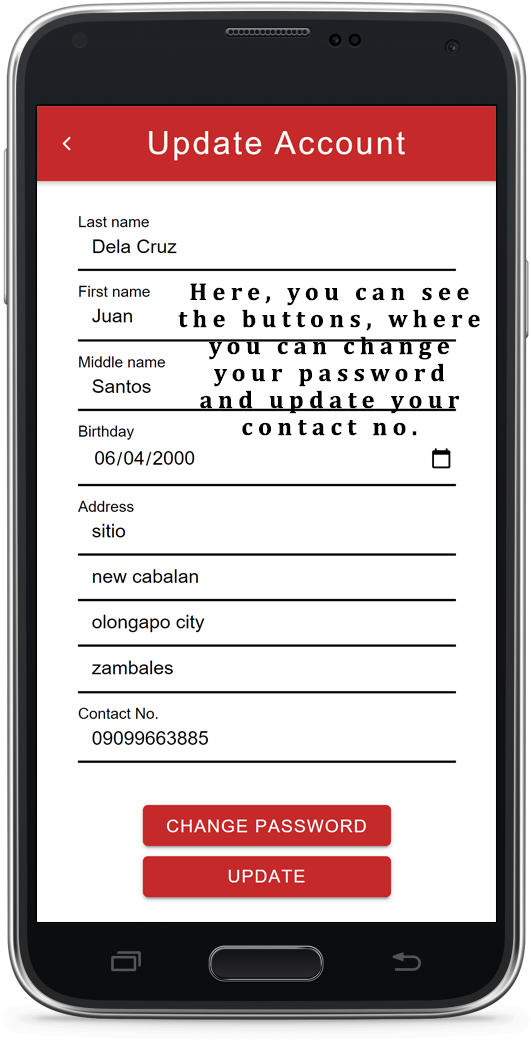 Update Account
Last name
Dela Cruz
First name
Juan
Middle name
Santos
Here, you can see
the buttons, where
you can change
your password
and update your
contact no.
Birthday
06/04/2000
Address
sitio
new cabalan
olongapo city
zambales
Contact No.
09099663885
CHANGE PASSWORD
UPDATE